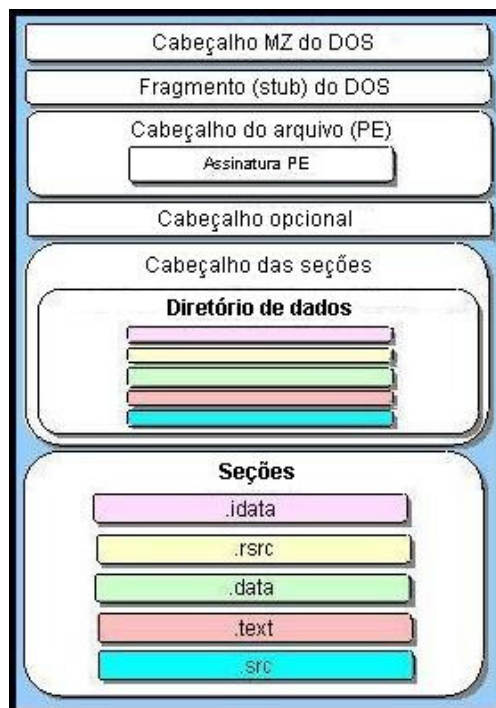 Cabeçalho MZ do DOS
Fragmento (stub) do DOS
Cabeçalho do arquivo (PE)
Assinatura PE
Cabeçalho opcional
Cabeçalho das seções
Diretório de dados
Seções
.idata
.rsrc
.data
.text
.src